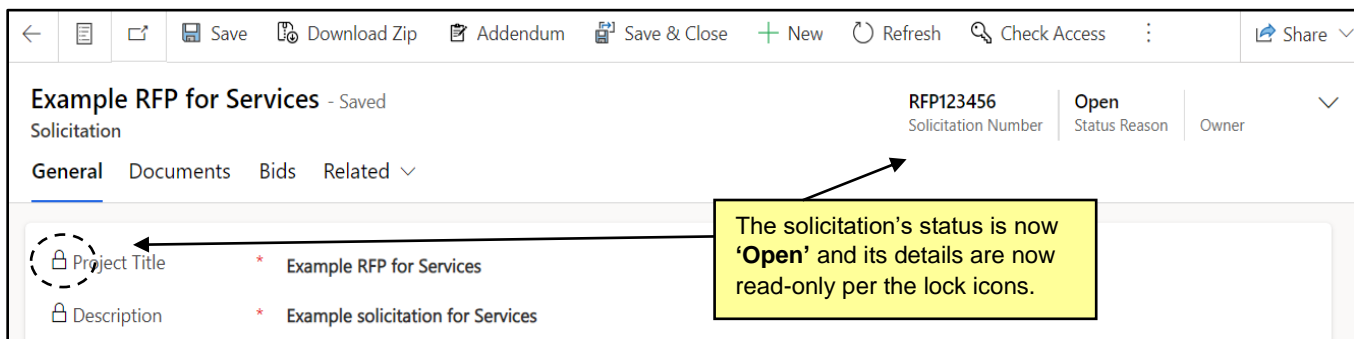 Save Download Zip Addendum Save & Close New Refresh Check Access Share
Example RFP for Services - Saved
Solicitation
RFP123456
Solicitation Number
Open
Status Reason
Owner
General Documents Bids Related
The solicitation’s status is now
‘Open’ and its details are now
read-only per the lock icons.
Project Title * Example RFP for Services
Description * Example solicitation for Services